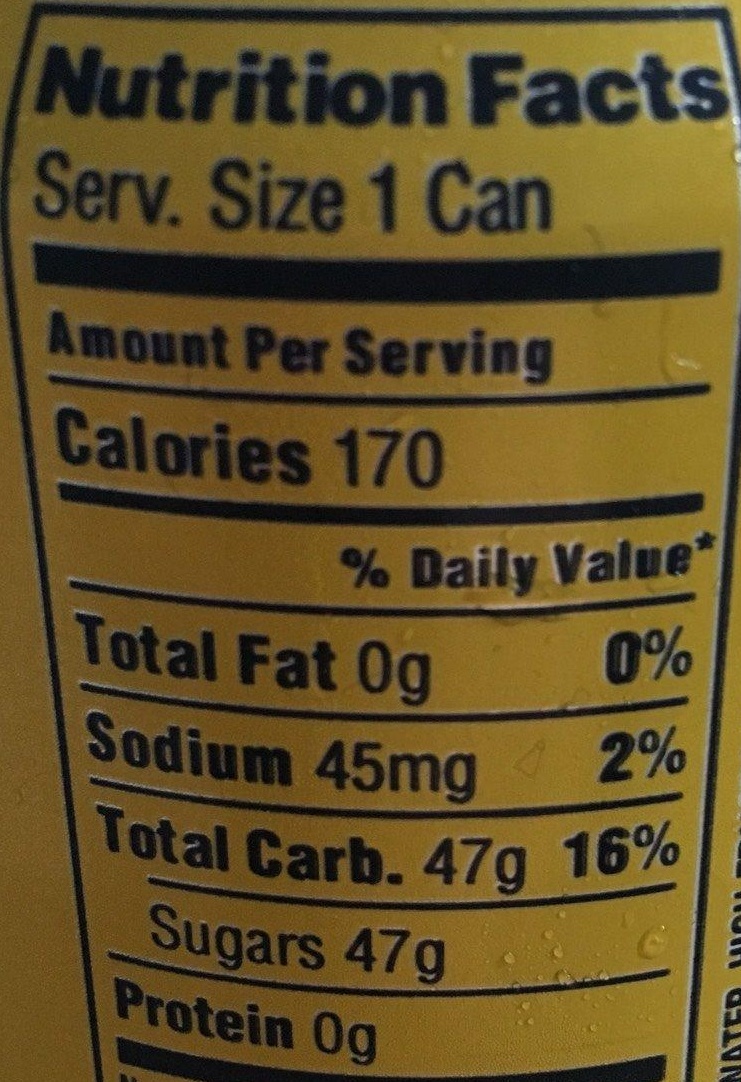 Nutrition Facts
Serv. Size 1 Can
Amount Per Serving
Calories 170
% Daily Value*
Total Fat 0g 0%
Sodium 45mg 2%
Total Carb. 47g 16%
Sugars 47g
Protein 0g